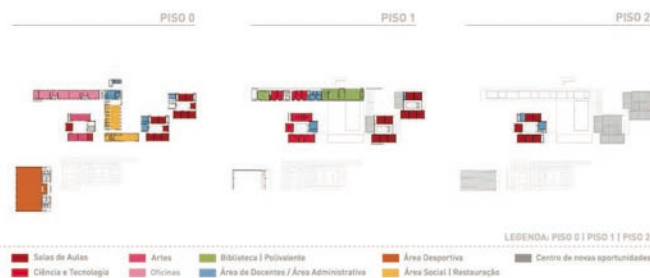 PISO 0
PISO 1
PISO 2
LEGENDA: PISO 0 | PISO 1 | PISO 2
Salas de Aulas
Artes
Biblioteca | Polivalente
Área Desportiva
Centro de novas oportunidades
Ciência e Tecnologia
Oficinas
Área de Docentes / Área Administrativa
Área Social | Restauração